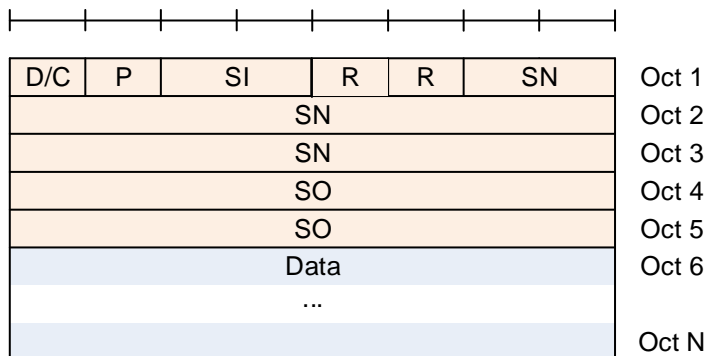 D/C P SI R R SN Oct 1
SN Oct 2
SN Oct 3
SO Oct 4
SO Oct 5
Data Oct 6
...
Oct N